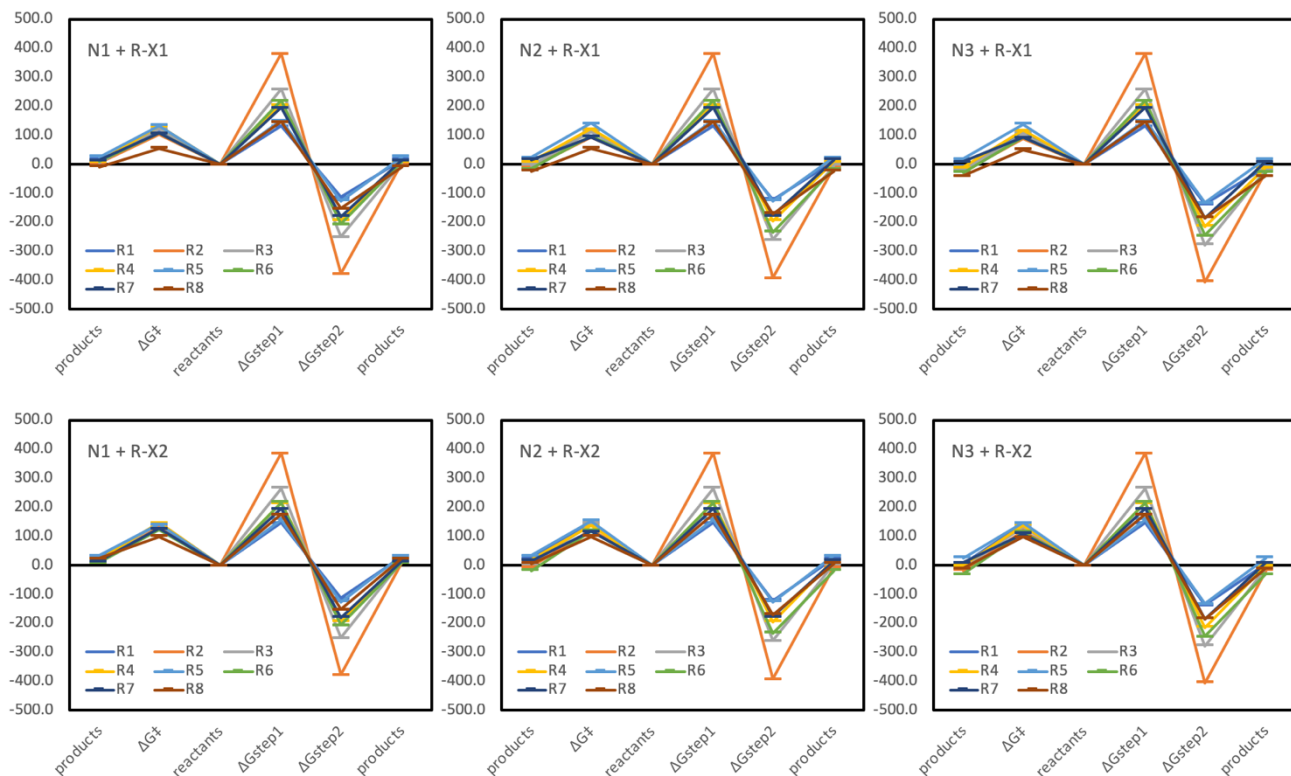 500.0
400.0
300.0
200.0
100.0
0.0
-100.0
-200.0
-300.0
-400.0
-500.0
N1 + R-X1
R1 R2 R3
R4 R5 R6
R7 R8
products ΔG‡ reactants ΔGstep1 ΔGstep2 products
500.0
400.0
300.0
200.0
100.0
0.0
-100.0
-200.0
-300.0
-400.0
-500.0
N2 + R-X1
R1 R2 R3
R4 R5 R6
R7 R8
products ΔG‡ reactants ΔGstep1 ΔGstep2 products
500.0
400.0
300.0
200.0
100.0
0.0
-100.0
-200.0
-300.0
-400.0
-500.0
N3 + R-X1
R1 R2 R3
R4 R5 R6
R7 R8
products ΔG‡ reactants ΔGstep1 ΔGstep2 products
500.0
400.0
300.0
200.0
100.0
0.0
-100.0
-200.0
-300.0
-400.0
-500.0
N1 + R-X2
R1 R2 R3
R4 R5 R6
R7 R8
products ΔG‡ reactants ΔGstep1 ΔGstep2 products
500.0
400.0
300.0
200.0
100.0
0.0
-100.0
-200.0
-300.0
-400.0
-500.0
N2 + R-X2
R1 R2 R3
R4 R5 R6
R7 R8
products ΔG‡ reactants ΔGstep1 ΔGstep2 products
500.0
400.0
300.0
200.0
100.0
0.0
-100.0
-200.0
-300.0
-400.0
-500.0
N3 + R-X2
R1 R2 R3
R4 R5 R6
R7 R8
products ΔG‡ reactants ΔGstep1 ΔGstep2 products